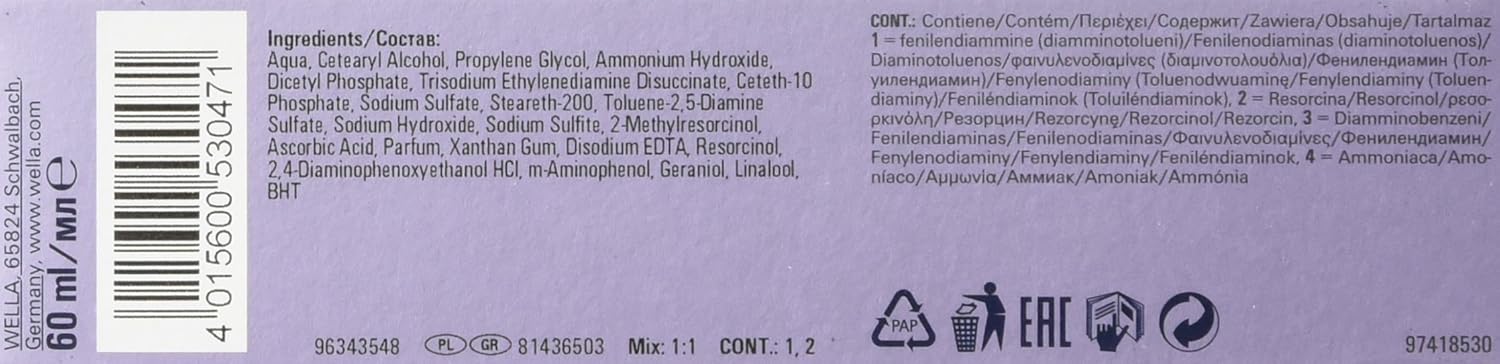 WELLA, 65824 Schwalbach,
Germany, www.wella.com
60 ml/мл e
4 015600 530471
Ingredients/Состав:
Aqua, Cetearyl Alcohol, Propylene Glycol, Ammonium Hydroxide,
Dicetyl Phosphate, Trisodium Ethylenediamine Disuccinate, Ceteth-10
Phosphate, Sodium Sulfate, Steareth-200, Toluene-2,5-Diamine
Sulfate, Sodium Hydroxide, Sodium Sulfite, 2-Methylresorcinol,
Ascorbic Acid, Parfum, Xanthan Gum, Disodium EDTA, Resorcinol,
2,4-Diaminophenoxyethanol HCl, m-Aminophenol, Geraniol, Linalool,
BHT
96343548 PL GR 81436503 Mix: 1:1 CONT.: 1, 2
CONT.: Contiene/Contém/Περιέχει/Содержит/Zawiera/Obsahuje/Tartalmaz
1 = fenilendiammine (diamminotolueni)/Fenilenodiaminas (diaminotoluenos)/
Diaminotoluenos/φαινυλενοδιαμίνες (διαμινοτολουόλια)/Фенилендиамин (Тол-
уилендиамин)/Fenylenodiaminy (Toluenodwuaminę/Fenylendiaminy (Toluen-
diaminy)/Feniléndiaminok (Toluiléndiaminok), 2 = Resorcina/Resorcinol/ρεσο-
ρκινόλη/Резорцин/Rezorcynę/Rezorcinol/Rezorcin, 3 = Diamminobenzeni/
Fenilendiaminas/Fenilenodiaminas/Φαινυλενοδιαμίνες/Фенилендиамин/
Fenylenodiaminy/Fenylendiaminy/Feniléndiaminok, 4 = Ammoniaca/Amo-
níaco/Αμμωνία/Аммиак/Amoniak/Ammónia
PAP
EAC
97418530